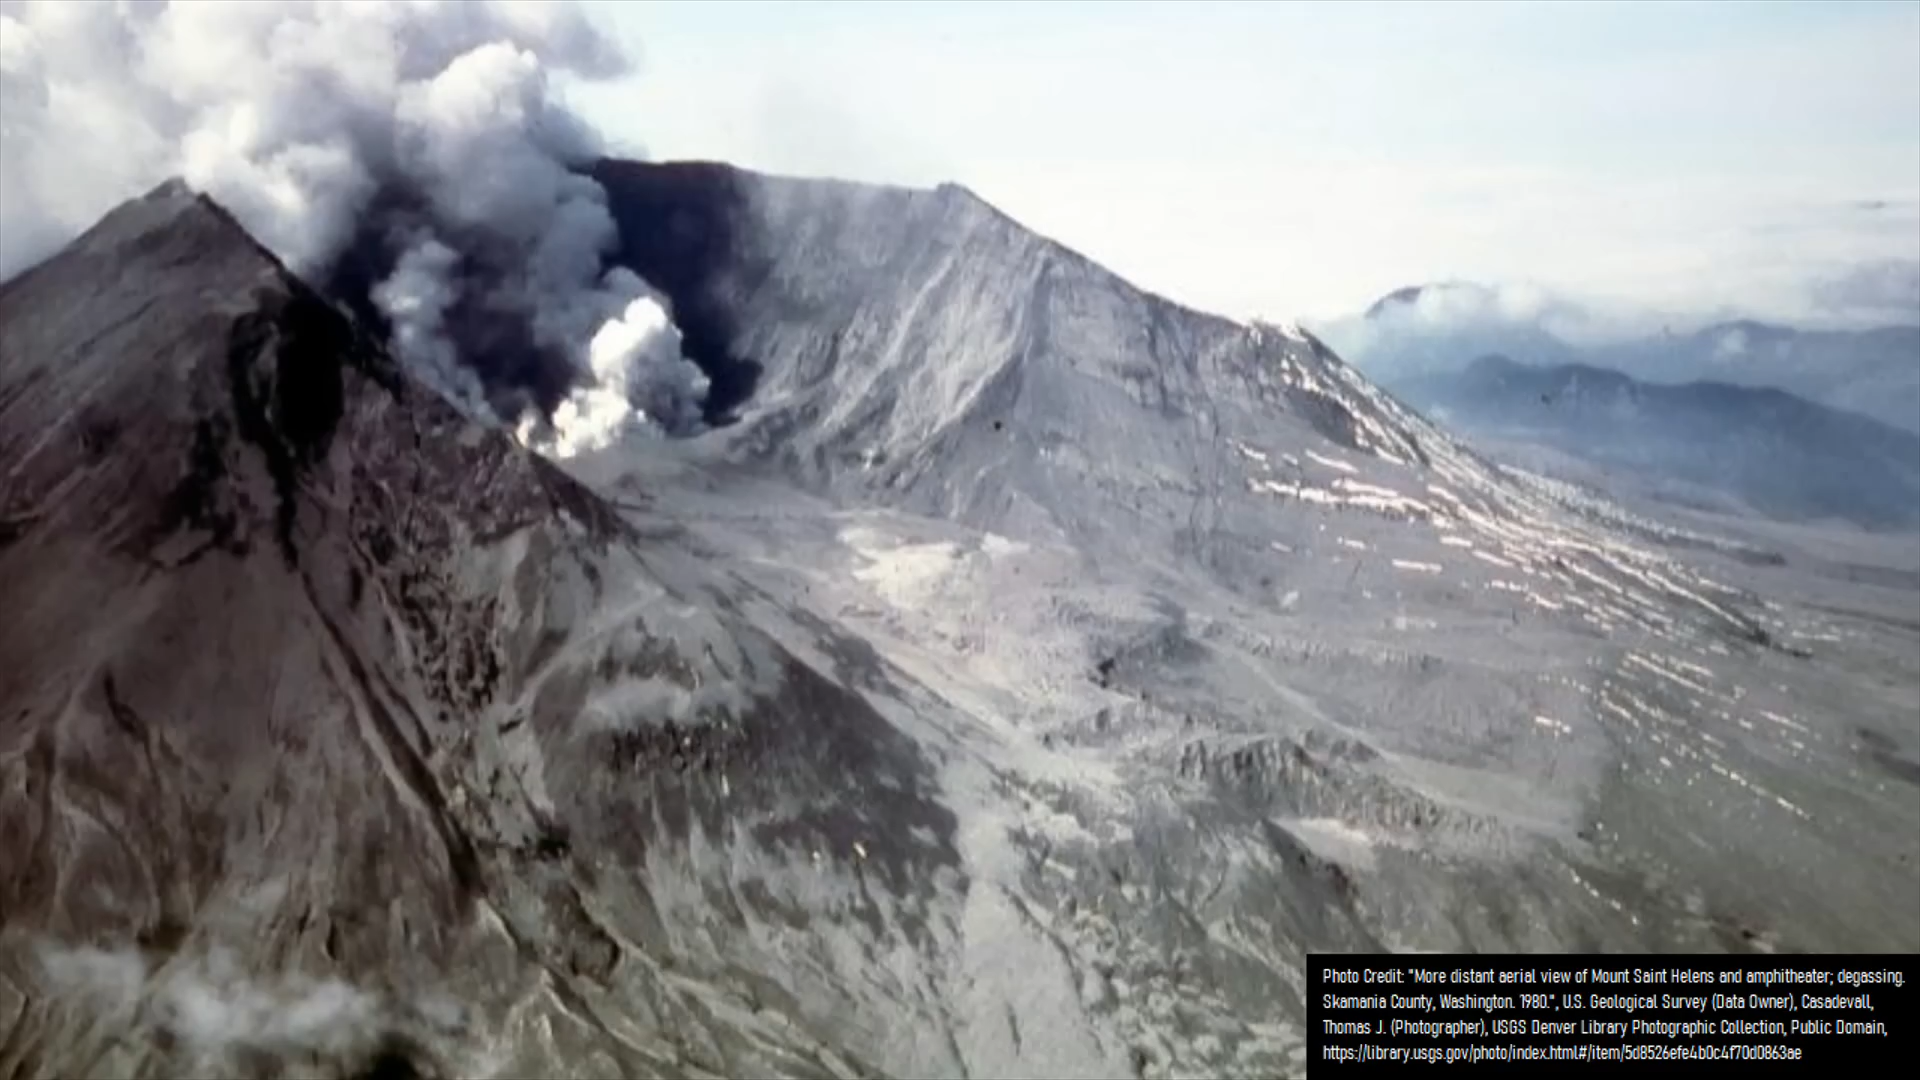 Photo Credit: "More distant aerial view of Mount Saint Helens and amphitheater; degassing.
Skamania County, Washington. 1980.", U.S. Geological Survey (Data Owner), Casadevall,
Thomas J. (Photographer), USGS Denver Library Photographic Collection, Public Domain,
https://library.usgs.gov/photo/index.html#/item/5d8526efe4b0c4f70d0863ae